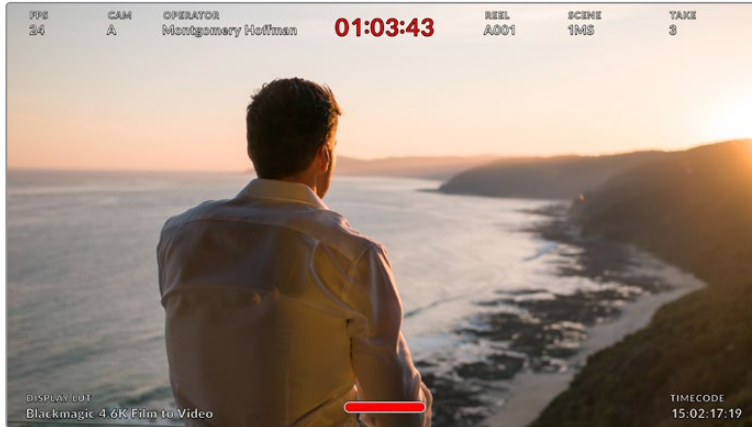 FPS
24
CAM
A
OPERATOR
Montgomery Hoffman
01:03:43
REEL
A001
SCENE
1MS
TAKE
3
DISPLAY LUT
Blackmagic 4.6K Film to Video
TIMECODE
15:02:17:19